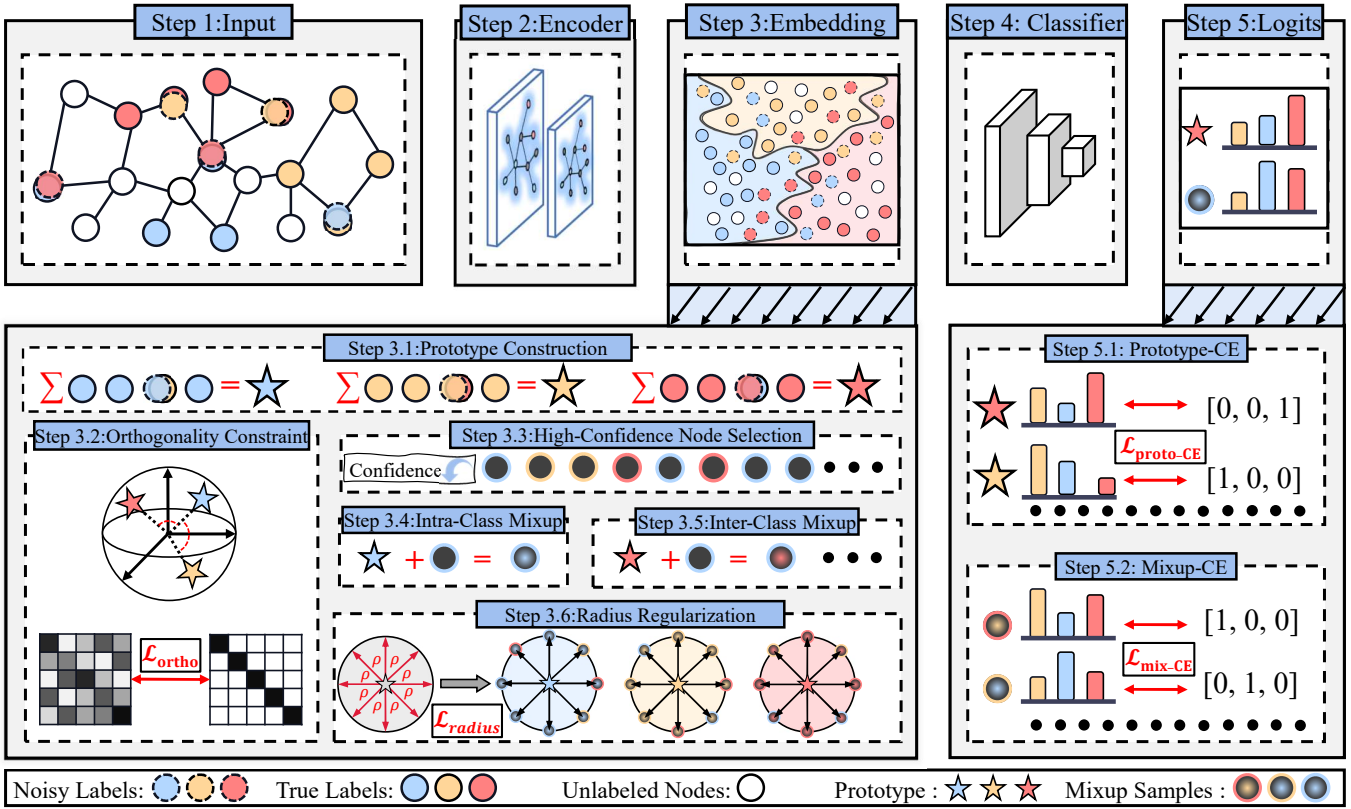 Step 1:Input
Step 2:Encoder
Step 3:Embedding
Step 4: Classifier
Step 5:Logits
Step 3.1:Prototype Construction
∑ = ∑ = ∑ =
Step 3.2:Orthogonality Constraint
ℒortho
Step 3.3:High-Confidence Node Selection
Confidence
Step 3.4:Intra-Class Mixup
+ =
Step 3.5:Inter-Class Mixup
+ =
Step 3.6:Radius Regularization
ρ ρ ρ ρ ρ ρ ρ ρ
ℒradius
Step 5.1: Prototype-CE
[0, 0, 1]
ℒproto-CE
[1, 0, 0]
Step 5.2: Mixup-CE
[1, 0, 0]
ℒmix-CE
[0, 1, 0]
Noisy Labels: True Labels: Unlabeled Nodes: Prototype : Mixup Samples :